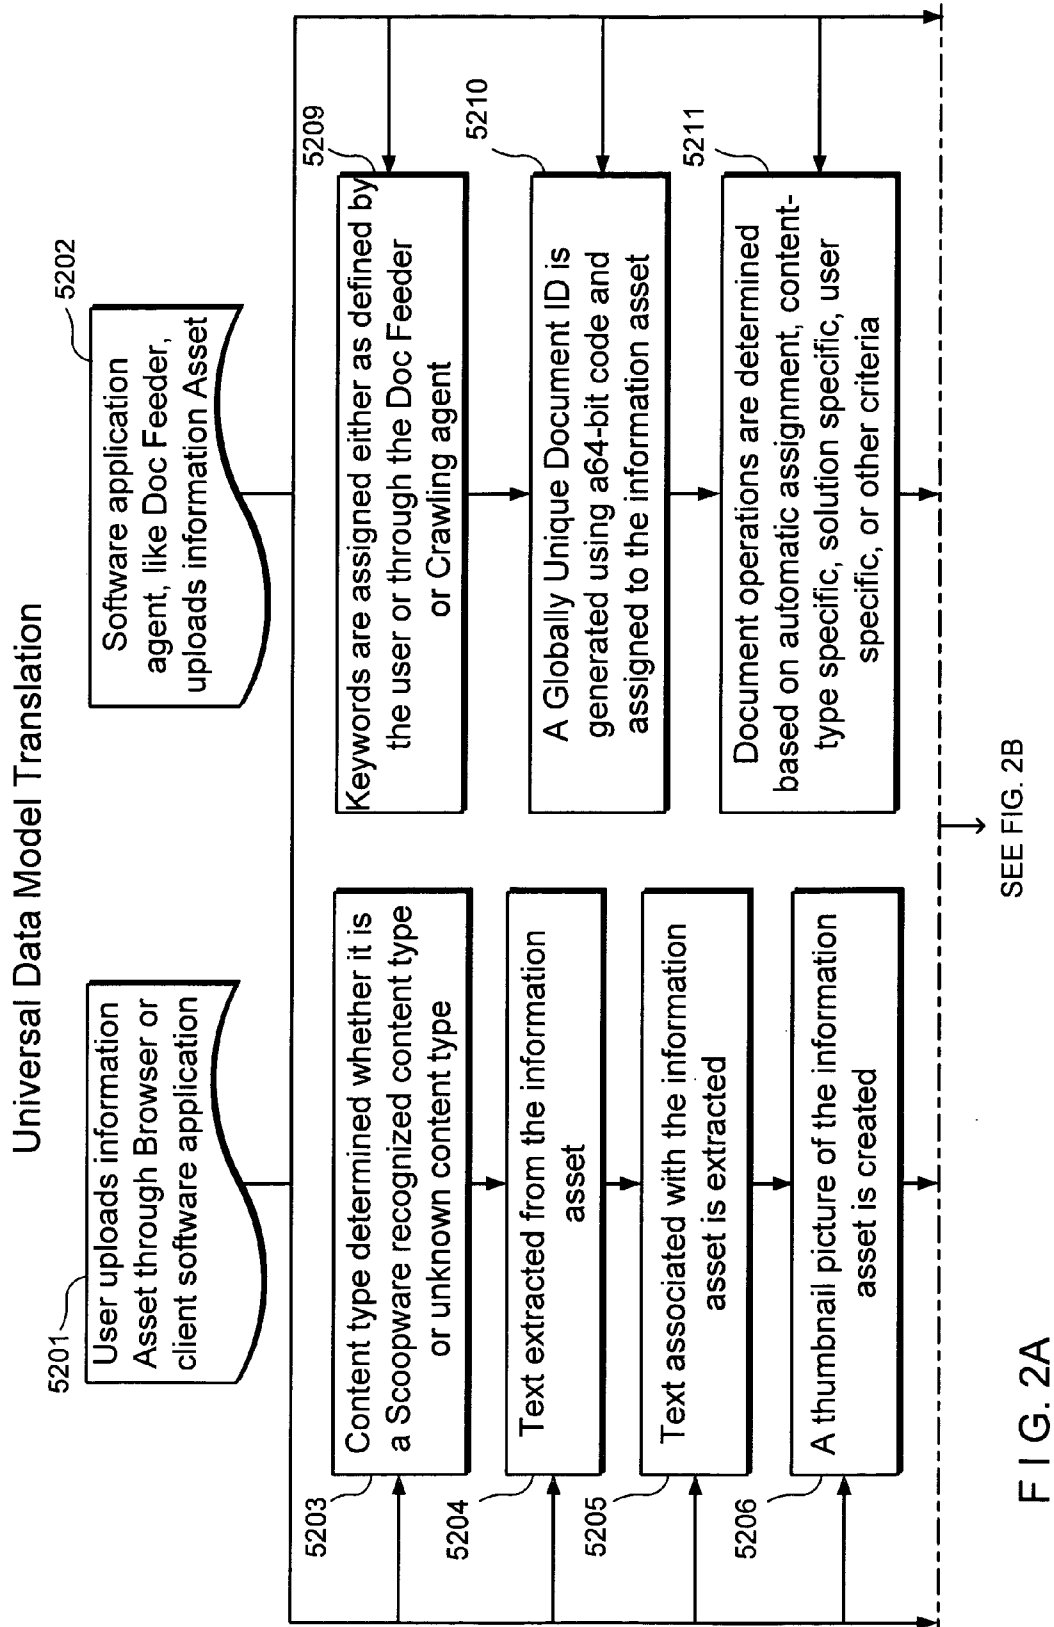 Universal Data Model Translation
5201
User uploads information
Asset through Browser or
client software application
5202
Software application
agent, like Doc Feeder,
uploads information Asset
5203
Content type determined whether it is
a Scopware recognized content type
or unknown content type
5204
Text extracted from the information
asset
5205
Text associated with the information
asset is extracted
5206
A thumbnail picture of the information
asset is created
5209
Keywords are assigned either as defined by
the user or through the Doc Feeder
or Crawling agent
5210
A Globally Unique Document ID is
generated using a64-bit code and
assigned to the information asset
5211
Document operations are determined
based on automatic assignment, content-
type specific, solution specific, user
specific, or other criteria
SEE FIG. 2B
F I G. 2A